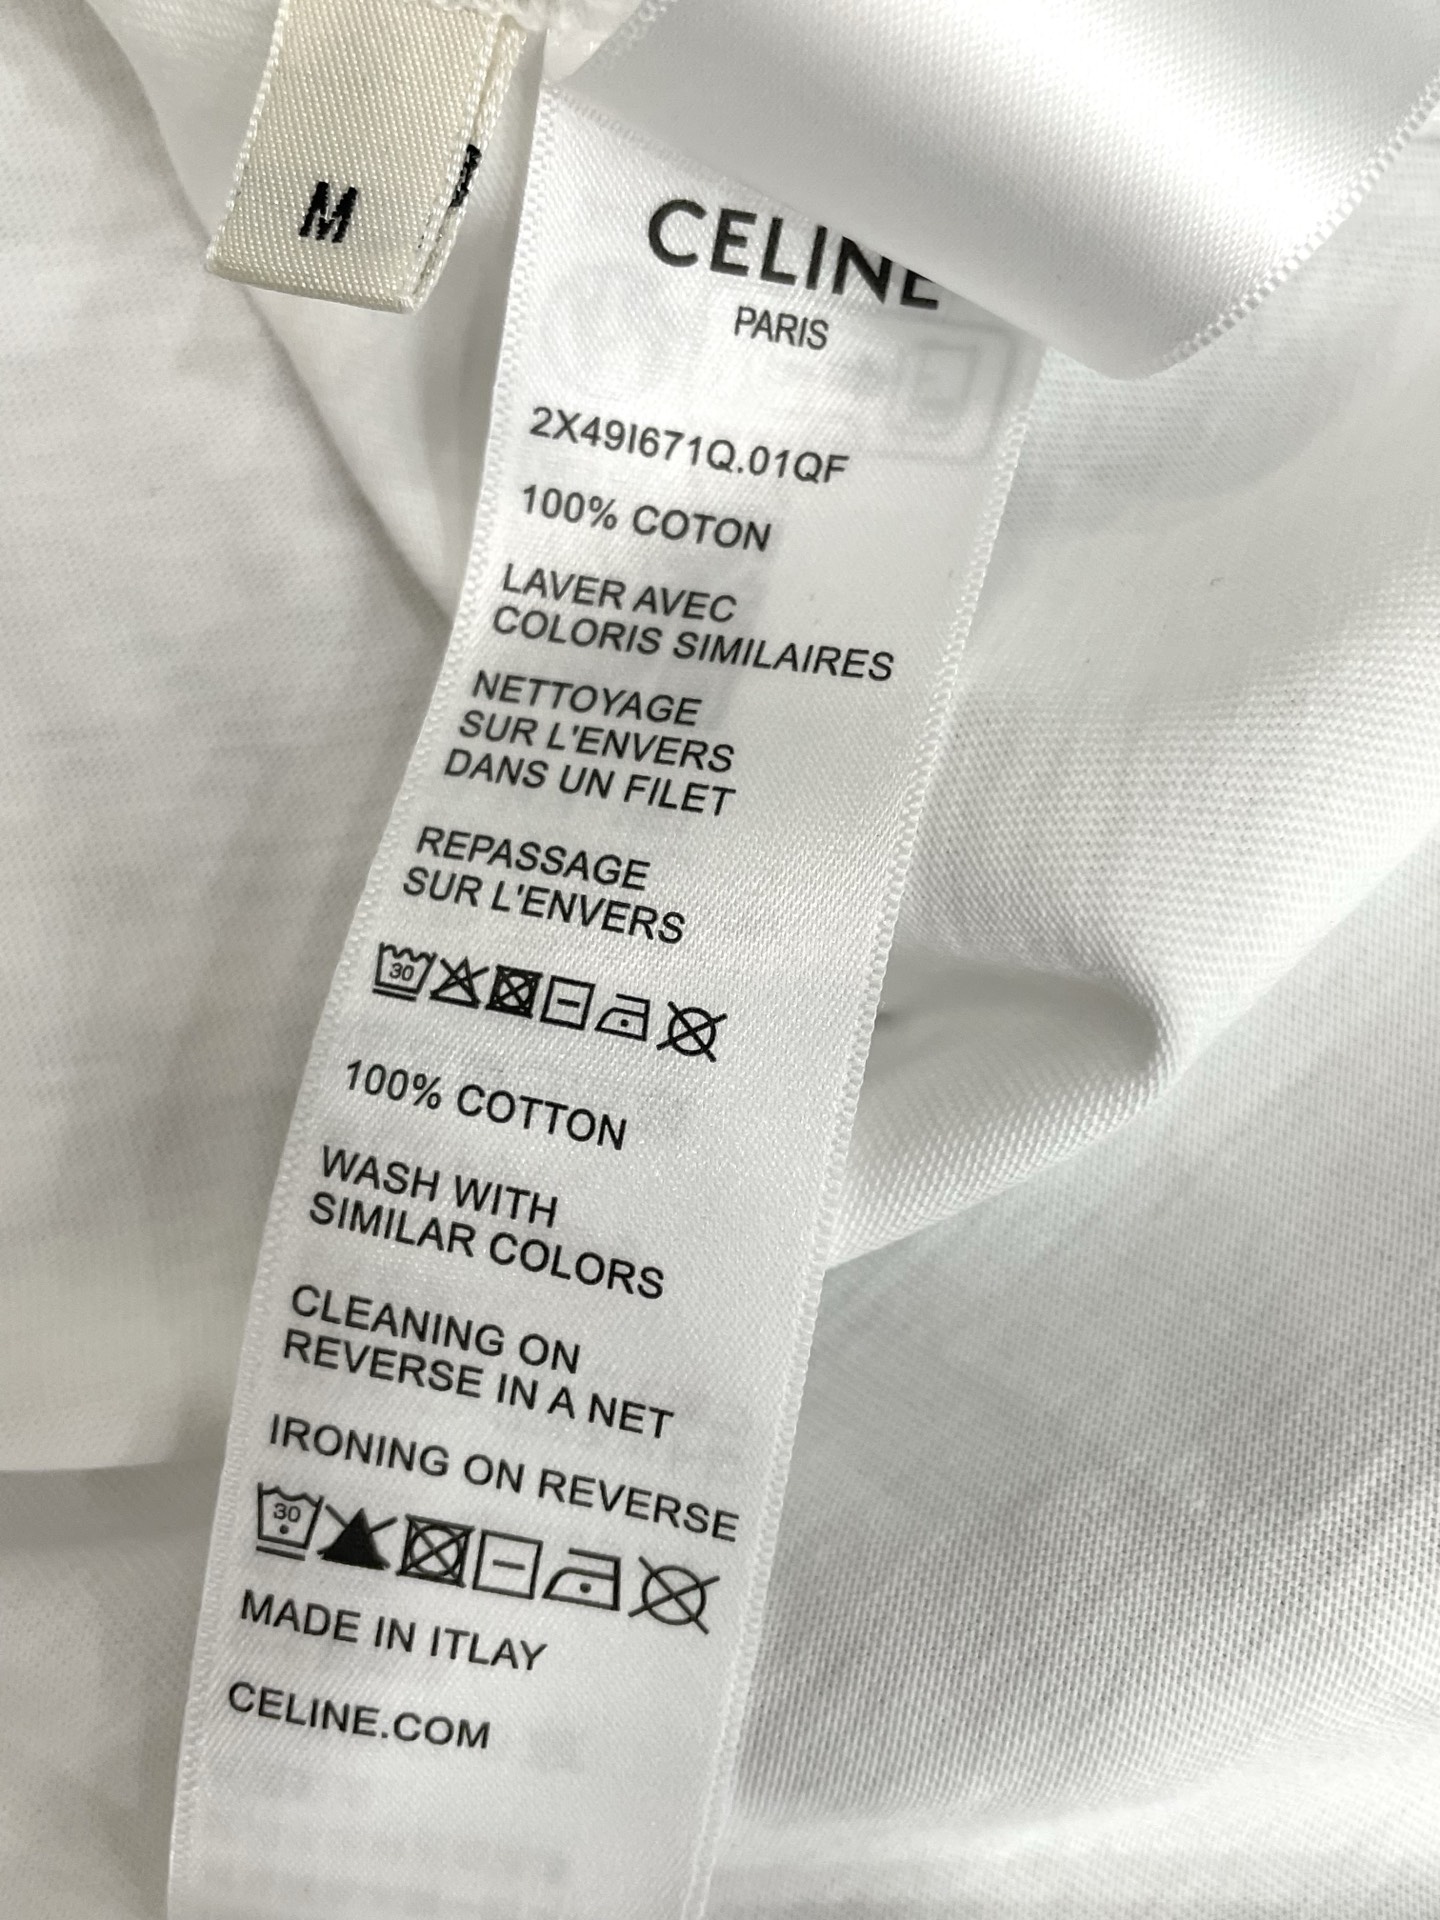 M
CELINE
PARIS
2X49I671Q.01QF
100% COTON
LAVER AVEC
COLORIS SIMILAIRES
NETTOYAGE
SUR L'ENVERS
DANS UN FILET
REPASSAGE
SUR L'ENVERS
30
100% COTTON
WASH WITH
SIMILAR COLORS
CLEANING ON
REVERSE IN A NET
IRONING ON REVERSE
30
MADE IN ITLAY
CELINE.COM